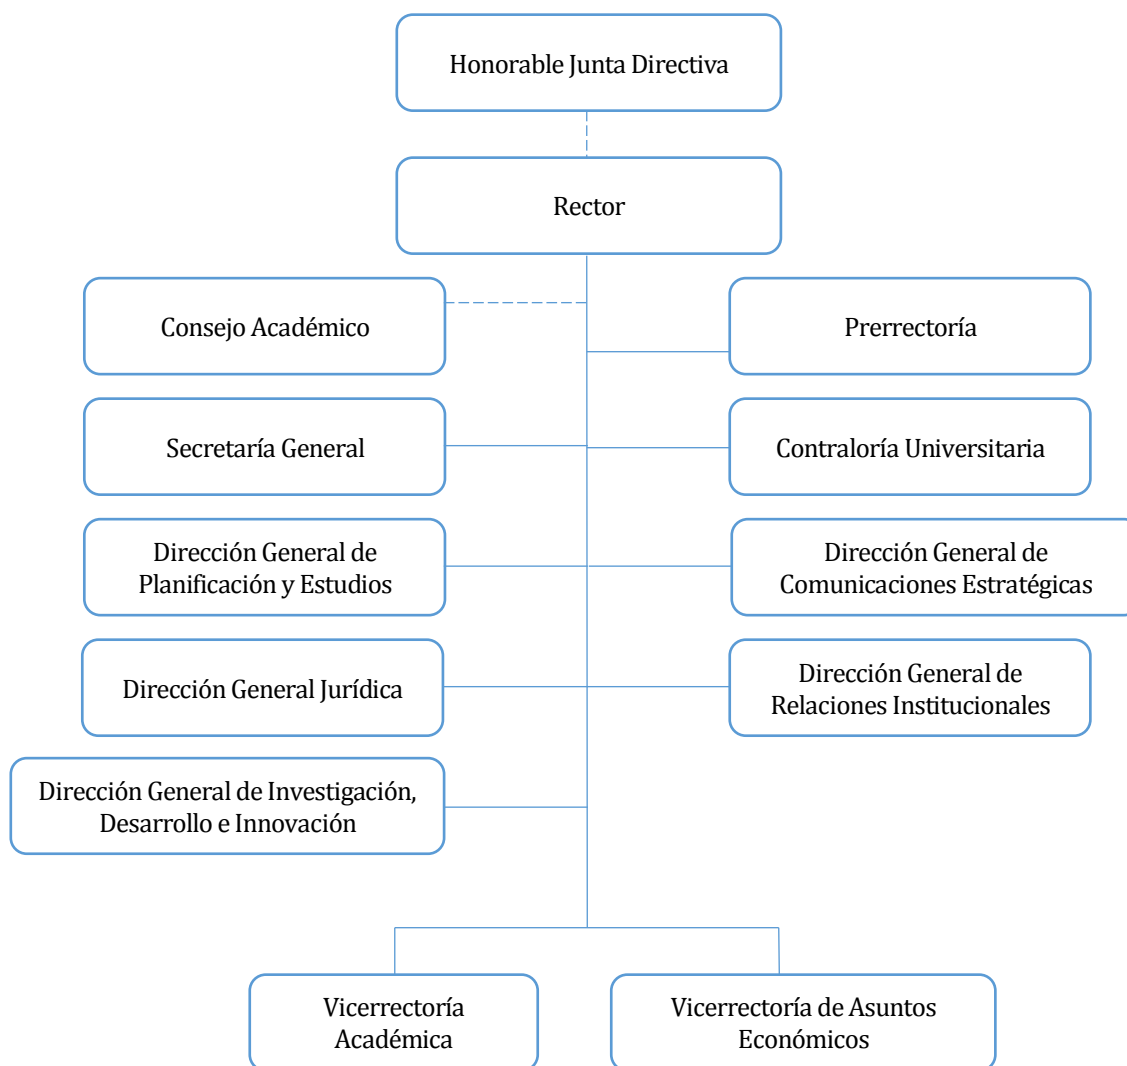 Honorable Junta Directiva
Rector
Consejo Académico
Prerrectoría
Secretaría General
Contraloría Universitaria
Dirección General de
Planificación y Estudios
Dirección General de
Comunicaciones Estratégicas
Dirección General Jurídica
Dirección General de
Relaciones Institucionales
Dirección General de Investigación,
Desarrollo e Innovación
Vicerrectoría
Académica
Vicerrectoría de Asuntos
Económicos